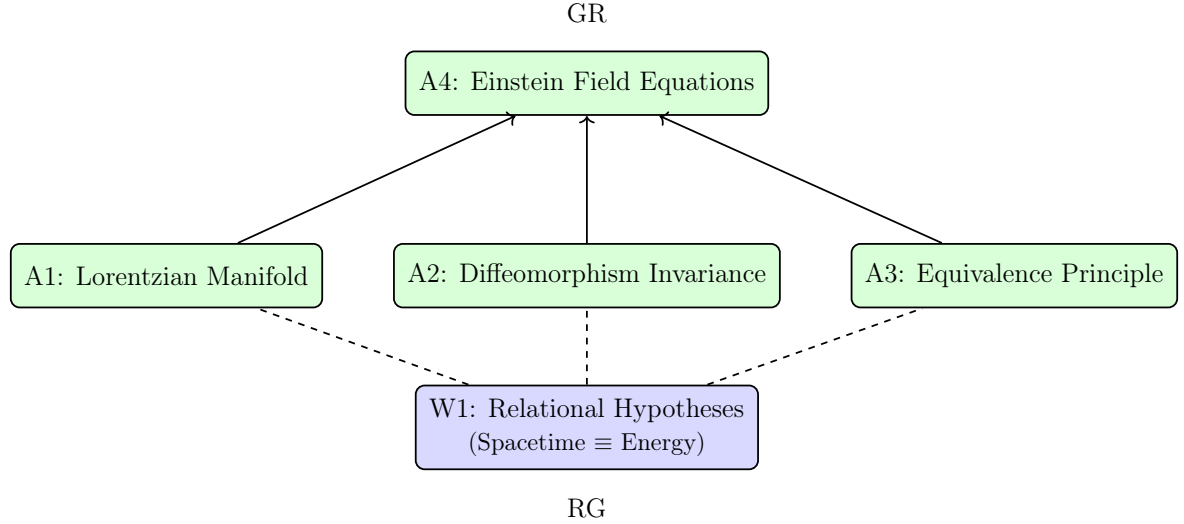 GR
A4: Einstein Field Equations
A1: Lorentzian Manifold
A2: Diffeomorphism Invariance
A3: Equivalence Principle
W1: Relational Hypotheses
(Spacetime ≡ Energy)
RG